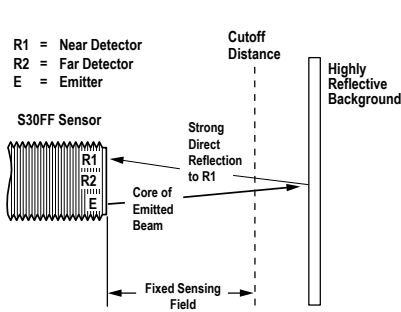 R1 = Near Detector
R2 = Far Detector
E = Emitter
Cutoff
Distance
Highly
Reflective
Background
S30FF Sensor
Strong
Direct
Reflection
to R1
R1
R2
E
Core of
Emitted
Beam
Fixed Sensing
Field